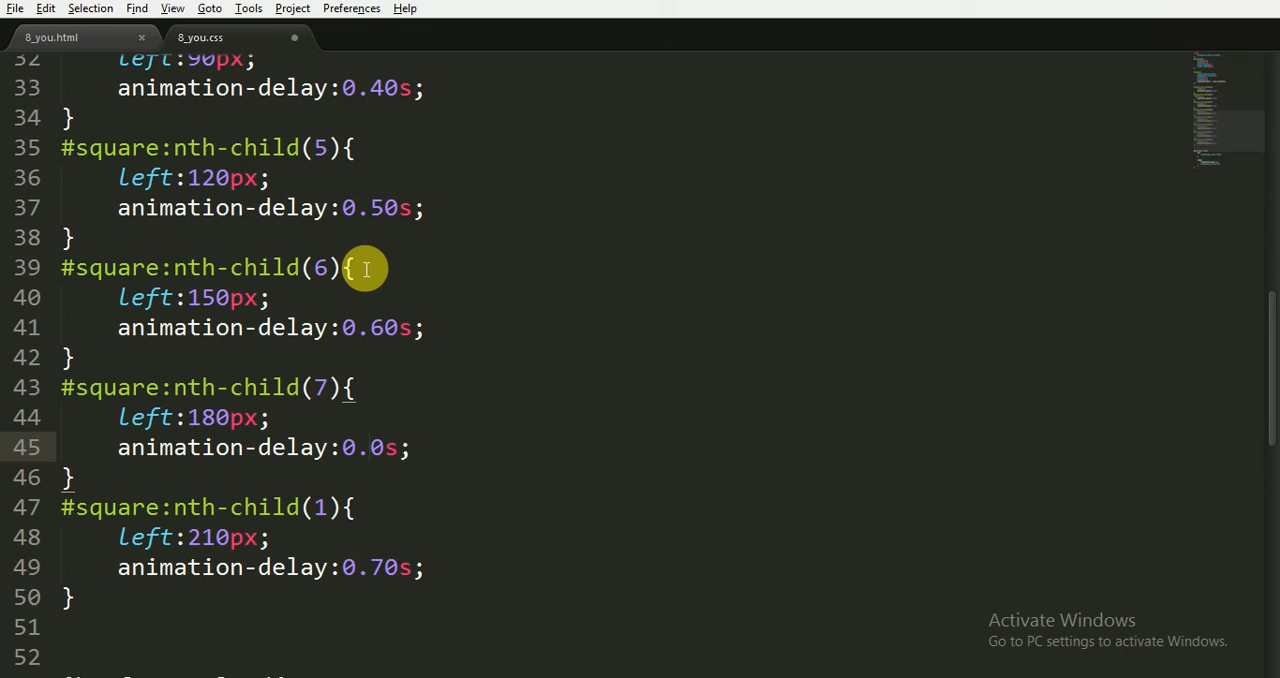 File Edit Selection Find View Goto Tools Project Preferences Help
8_you.html × 8_you.css
32 left:90px;
33 animation-delay:0.40s;
34 }
35 #square:nth-child(5){
36 left:120px;
37 animation-delay:0.50s;
38 }
39 #square:nth-child(6){
40 left:150px;
41 animation-delay:0.60s;
42 }
43 #square:nth-child(7){
44 left:180px;
45 animation-delay:0.0s;
46 }
47 #square:nth-child(1){
48 left:210px;
49 animation-delay:0.70s;
50 }
51
52
Activate Windows
Go to PC settings to activate Windows.